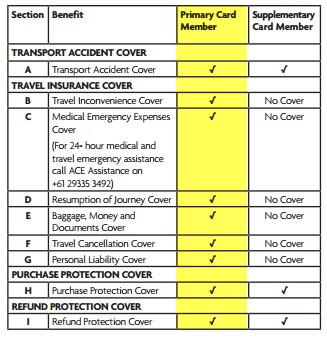 Section Benefit Primary Card Member Supplementary Card Member
TRANSPORT ACCIDENT COVER
A Transport Accident Cover ✓ ✓
TRAVEL INSURANCE COVER
B Travel Inconvenience Cover ✓ No Cover
C Medical Emergency Expenses ✓ No Cover
Cover
(For 24- hour medical and
travel emergency assistance
call ACE Assistance on
+61 29335 3492)
D Resumption of Journey Cover ✓ No Cover
E Baggage, Money and ✓ No Cover
Documents Cover
F Travel Cancellation Cover ✓ No Cover
G Personal Liability Cover ✓ No Cover
PURCHASE PROTECTION COVER
H Purchase Protection Cover ✓ ✓
REFUND PROTECTION COVER
I Refund Protection Cover ✓ ✓